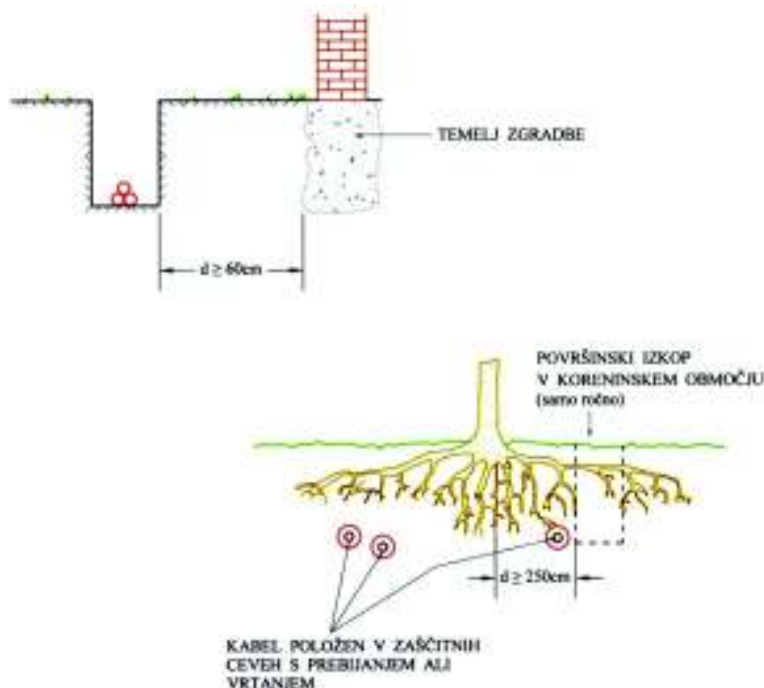 TEMELJ ZGRADBE
d ≥ 60cm
POVRŠINSKI IZKOP
V KORENINSKEM OBMOČJU
(samo ročno)
d ≥ 250cm
KABEL POLOŽEN V ZAŠČITNIH
CEVEH S PREBIJANJEM ALI
VRTANJEM